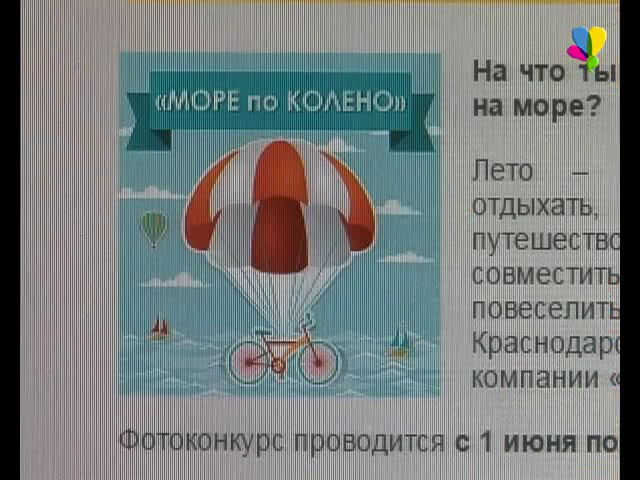 «МОРЕ по КОЛЕНО»
На что ты
на море?
Лето –
отдыхать,
путешество
совместить
повеселить
Краснодарс
компании «
Фотоконкурс проводится с 1 июня по